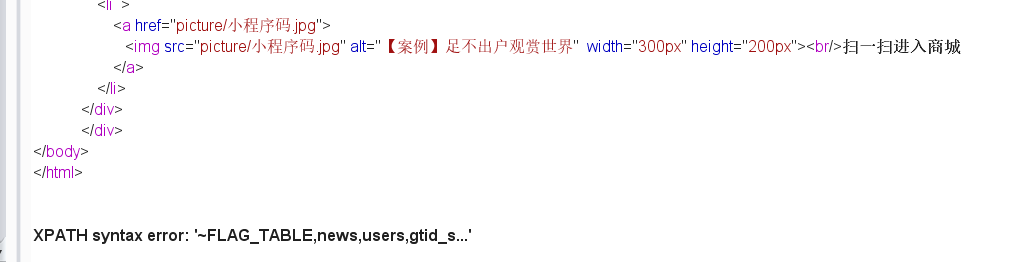 <li >
<a href="picture/小程序码.jpg">
<img src="picture/小程序码.jpg" alt="【案例】足不出户观赏世界" width="300px" height="200px"><br/>扫一扫进入商城
</a>
</li>
</div>
</div>
</body>
</html>
XPATH syntax error: '~FLAG_TABLE,news,users,gtid_s...'